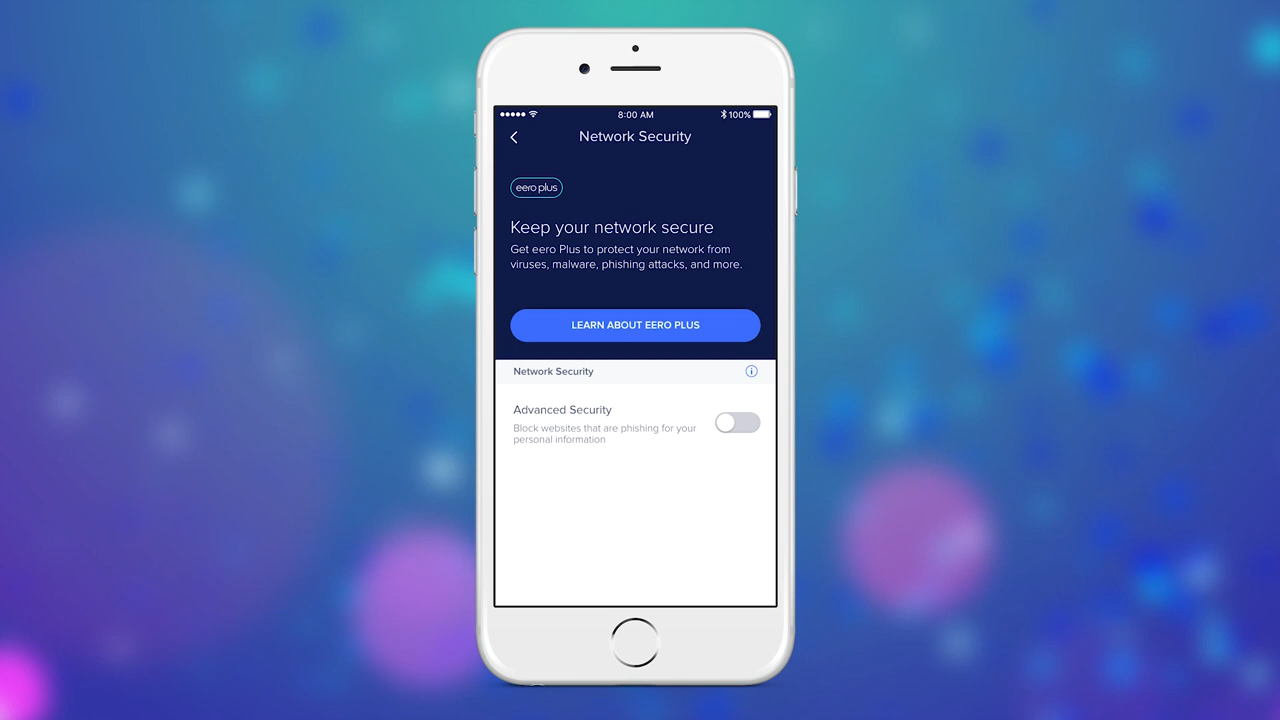 8:00 AM
100%
Network Security
eero plus
Keep your network secure
Get eero Plus to protect your network from
viruses, malware, phishing attacks, and more.
LEARN ABOUT EERO PLUS
Network Security
Advanced Security
Block websites that are phishing for your
personal information